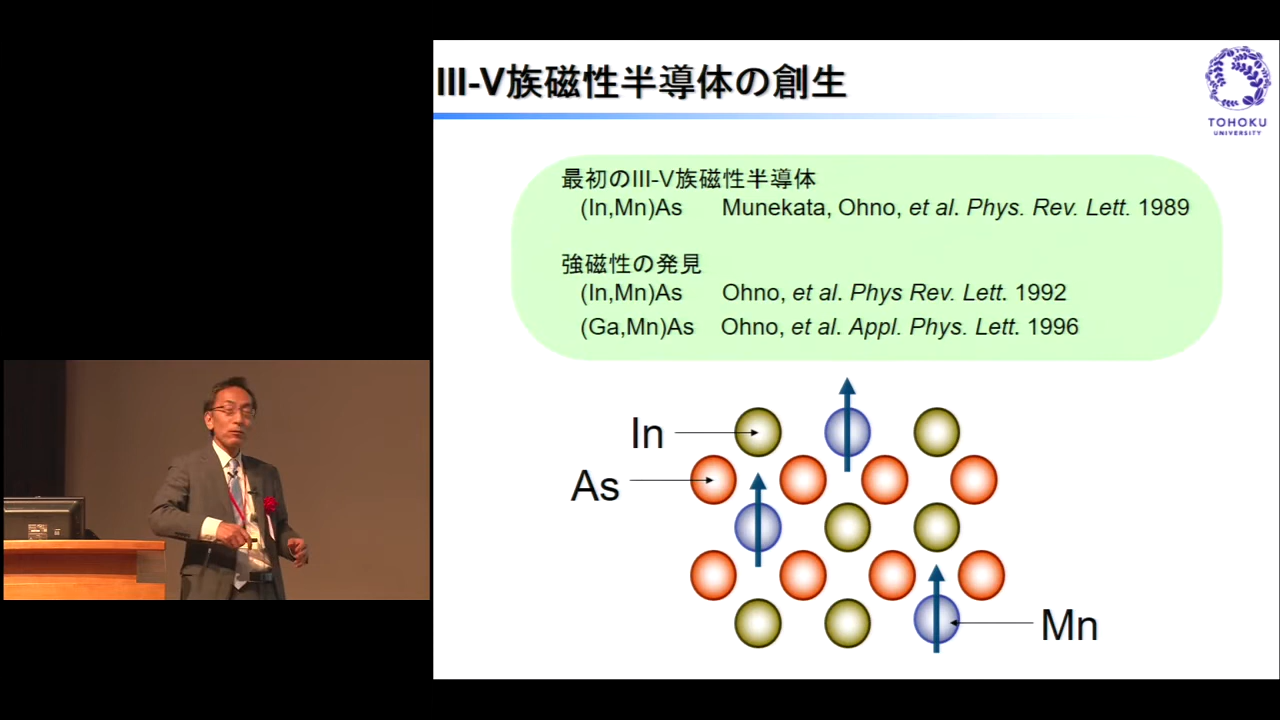 III-V族磁性半導体の創生
TOHOKU
UNIVERSITY
最初のIII-V族磁性半導体
(In,Mn)As Munekata, Ohno, et al. Phys. Rev. Lett. 1989
強磁性の発見
(In,Mn)As Ohno, et al. Phys Rev. Lett. 1992
(Ga,Mn)As Ohno, et al. Appl. Phys. Lett. 1996
In
As
Mn